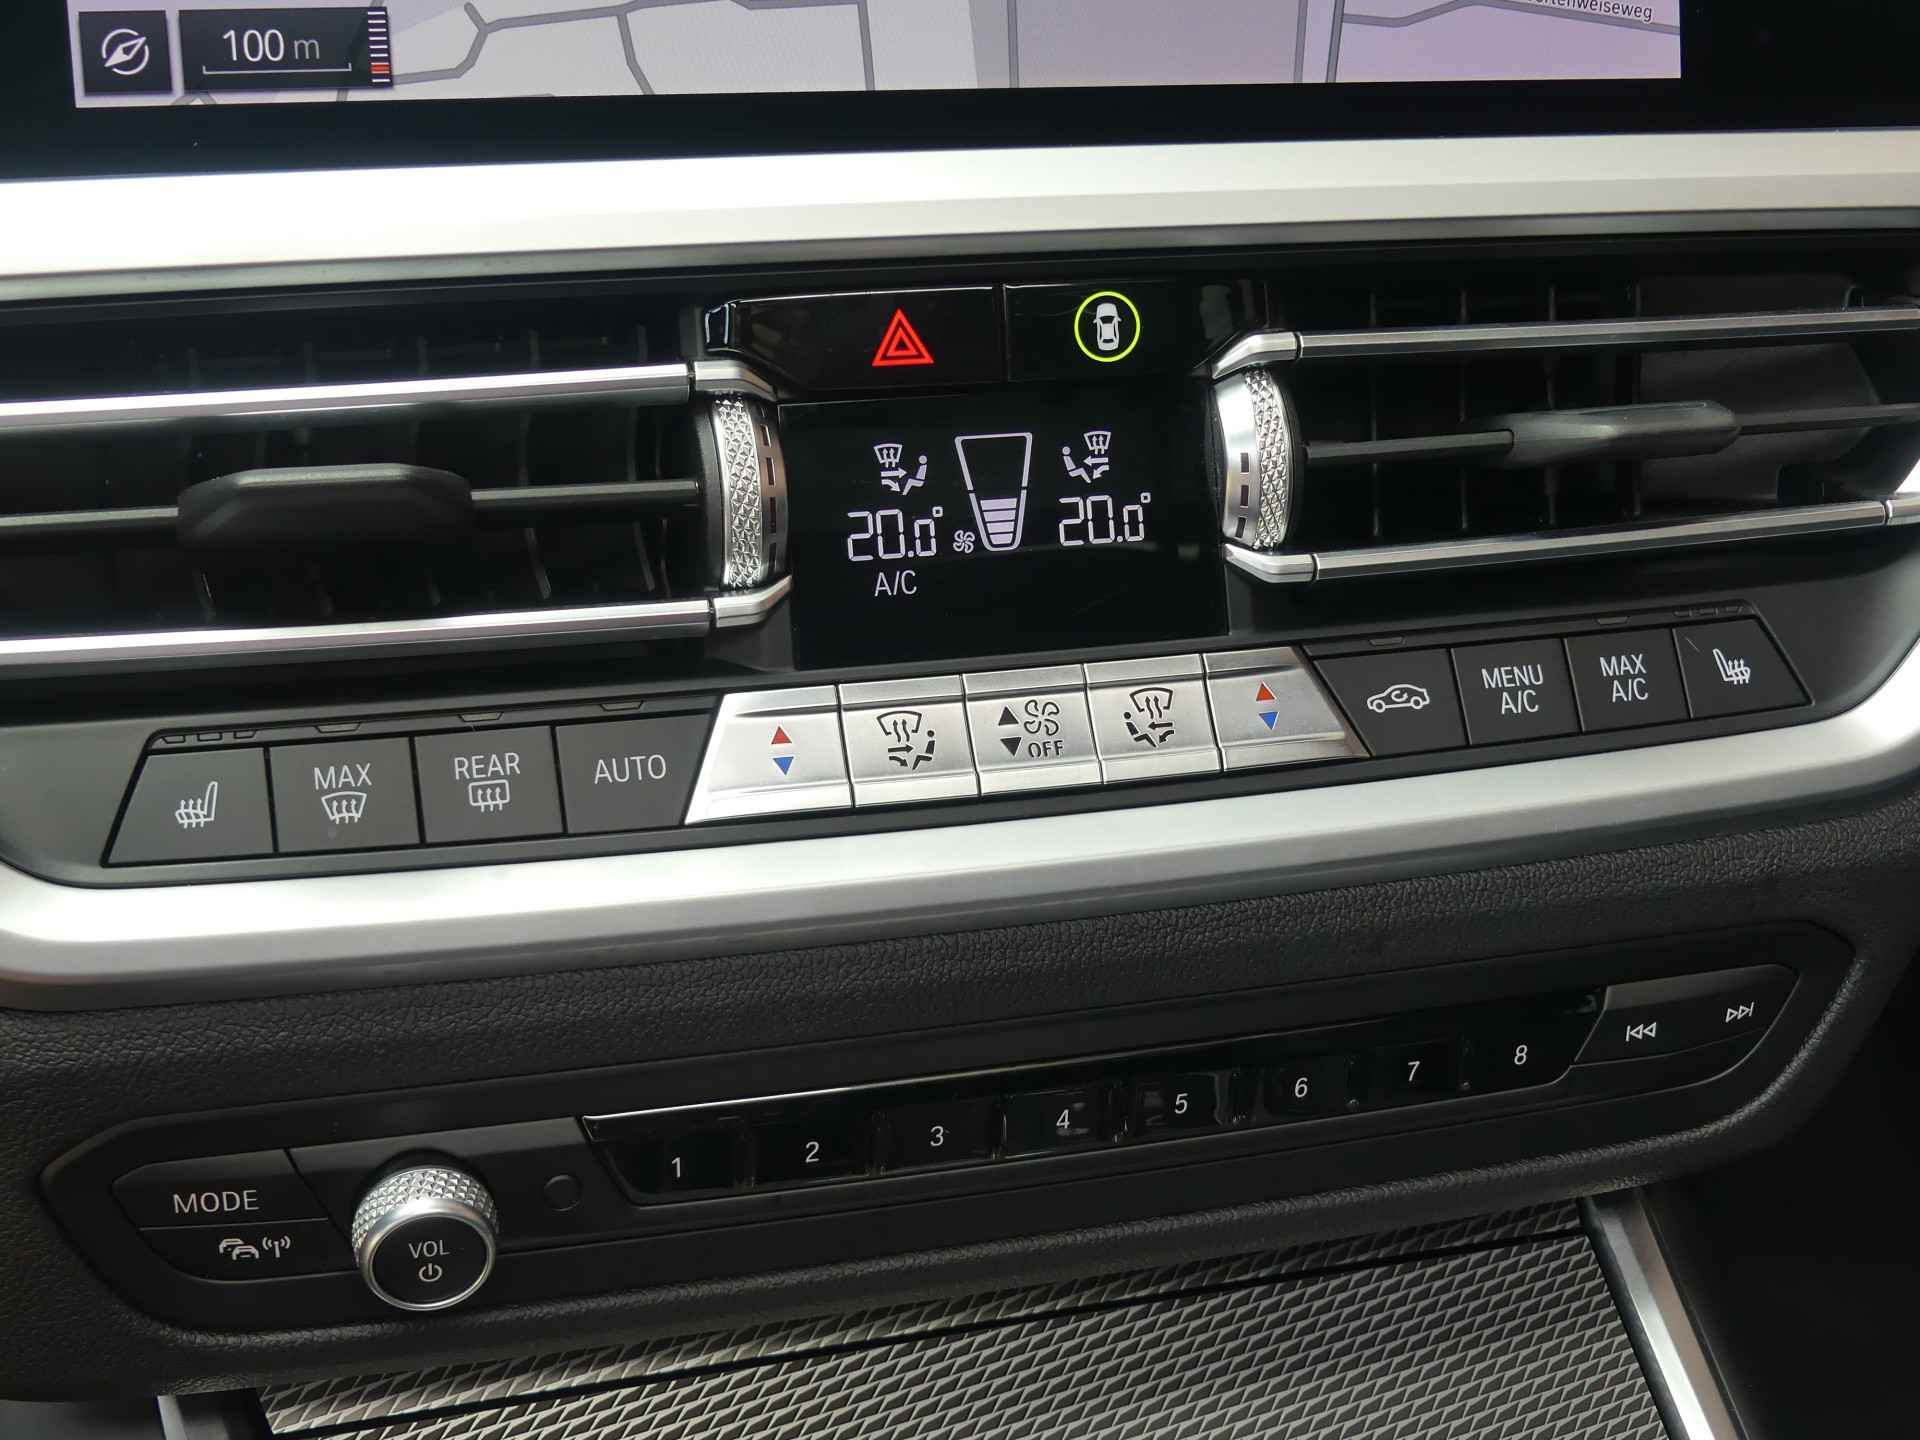 100 m
20.0°
20.0°
A/C
MAX
REAR
AUTO
OFF
MENU
A/C
MAX
A/C
1
2
3
4
5
6
7
8
MODE
VOL